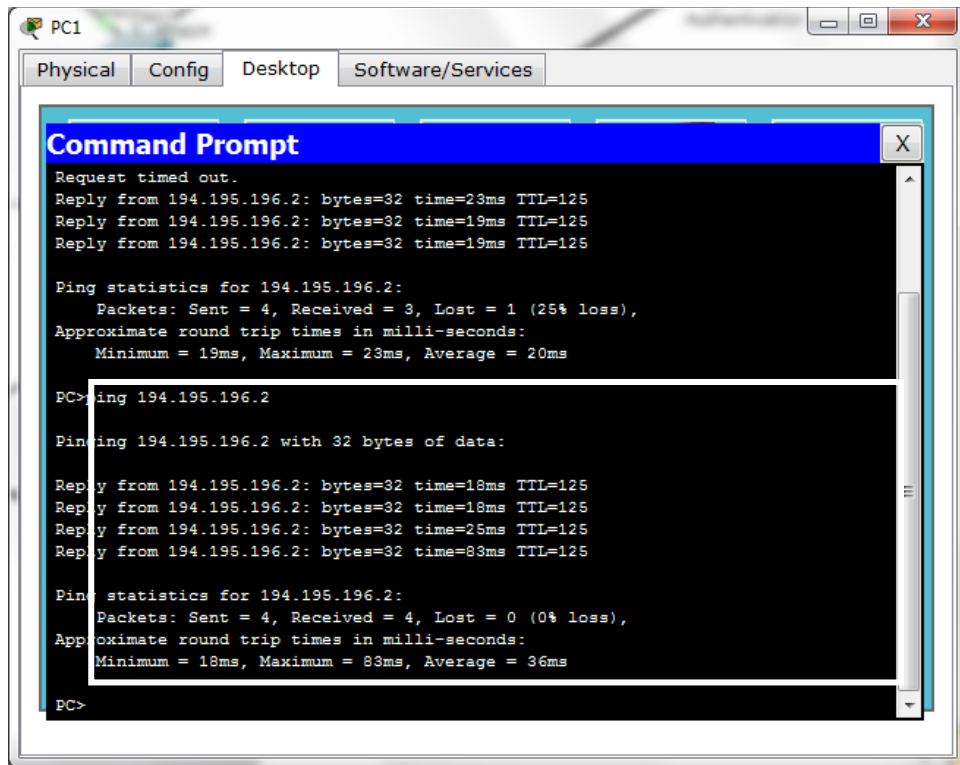 PC1
Physical Config Desktop Software/Services
Command Prompt
X
Request timed out.
Reply from 194.195.196.2: bytes=32 time=23ms TTL=125
Reply from 194.195.196.2: bytes=32 time=19ms TTL=125
Reply from 194.195.196.2: bytes=32 time=19ms TTL=125
Ping statistics for 194.195.196.2:
Packets: Sent = 4, Received = 3, Lost = 1 (25% loss),
Approximate round trip times in milli-seconds:
Minimum = 19ms, Maximum = 23ms, Average = 20ms
PC>ping 194.195.196.2
Pinging 194.195.196.2 with 32 bytes of data:
Reply from 194.195.196.2: bytes=32 time=18ms TTL=125
Reply from 194.195.196.2: bytes=32 time=18ms TTL=125
Reply from 194.195.196.2: bytes=32 time=25ms TTL=125
Reply from 194.195.196.2: bytes=32 time=83ms TTL=125
Ping statistics for 194.195.196.2:
Packets: Sent = 4, Received = 4, Lost = 0 (0% loss),
Approximate round trip times in milli-seconds:
Minimum = 18ms, Maximum = 83ms, Average = 36ms
PC>